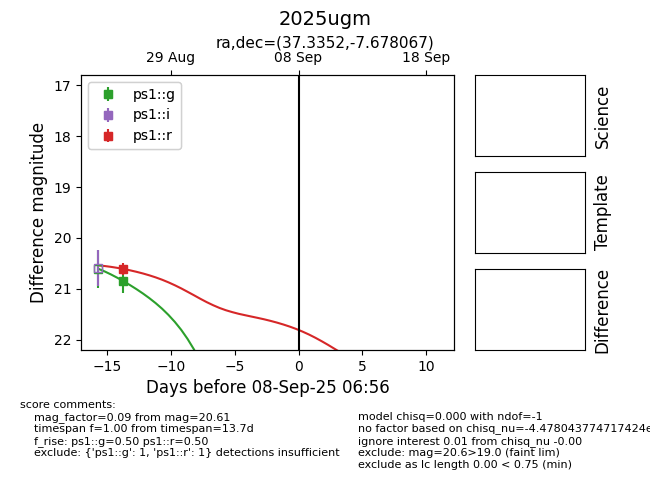 2025ugm
ra,dec=(37.3352,-7.678067)
29 Aug 08 Sep 18 Sep
17
18
19
20
21
22
Difference magnitude
ps1::g
ps1::i
ps1::r
−15 −10 −5 0 5 10
Days before 08-Sep-25 06:56
Science
Template
Difference
score comments:
mag_factor=0.09 from mag=20.61
timespan f=1.00 from timespan=13.7d
f_rise: ps1::g=0.50 ps1::r=0.50
exclude: {'ps1::g': 1, 'ps1::r': 1} detections insufficient
model chisq=0.000 with ndof=-1
no factor based on chisq_nu=-4.478043774717424e
ignore interest 0.01 from chisq_nu -0.00
exclude: mag=20.6>19.0 (faint lim)
exclude as lc length 0.00 < 0.75 (min)